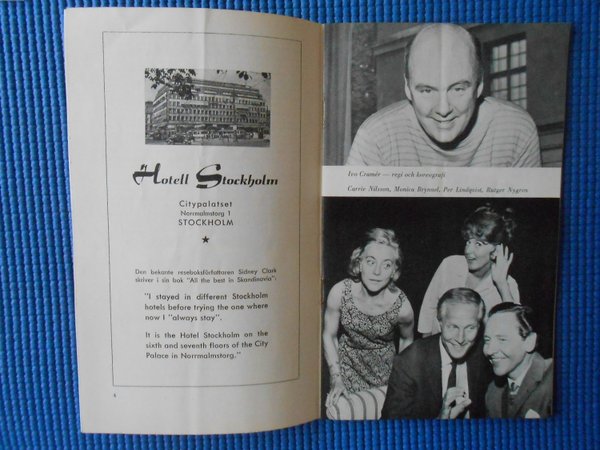 Hotell Stockholm
Citypalatset
Norrmalmstorg 1
STOCKHOLM
Den bekante reseboksförfattaren Sidney Clark
skriver i sin bok "All the best in Skandinavia":
"I stayed in different Stockholm
hotels before trying the one where
now I "always stay".
It is the Hotel Stockholm on the
sixth and seventh floors of the City
Palace in Norrmalmstorg."
Ivo Cramér — regi och koreografi
Carrie Nilsson, Monica Brynnel, Per Lindqvist, Rutger Nygren